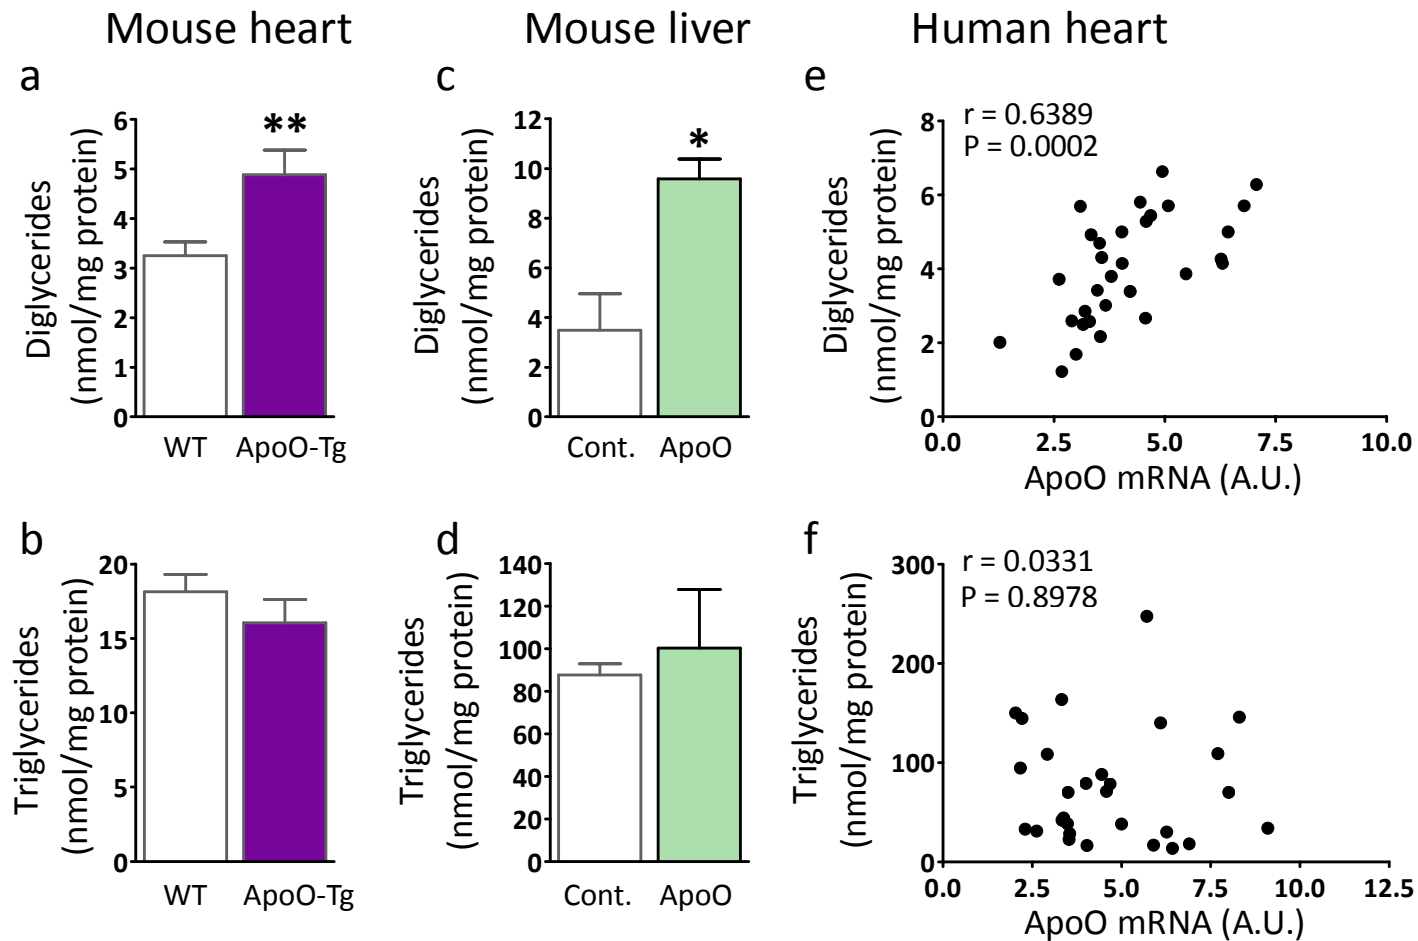 Mouse heart
Mouse liver
Human heart
a
Diglycerides
(nmol/mg protein)
6
5
4
3
2
1
0
**
WT
ApoO-Tg
c
Diglycerides
(nmol/mg protein)
12
10
8
6
4
2
0
*
Cont.
ApoO
e
Diglycerides
(nmol/mg protein)
8
6
4
2
0
r = 0.6389
P = 0.0002
0.0
2.5
5.0
7.5
10.0
ApoO mRNA (A.U.)
b
Triglycerides
(nmol/mg protein)
20
15
10
5
0
WT
ApoO-Tg
d
Triglycerides
(nmol/mg protein)
140
120
100
80
60
40
20
0
Cont.
ApoO
f
Triglycerides
(nmol/mg protein)
300
200
100
0
r = 0.0331
P = 0.8978
0.0
2.5
5.0
7.5
10.0
12.5
ApoO mRNA (A.U.)